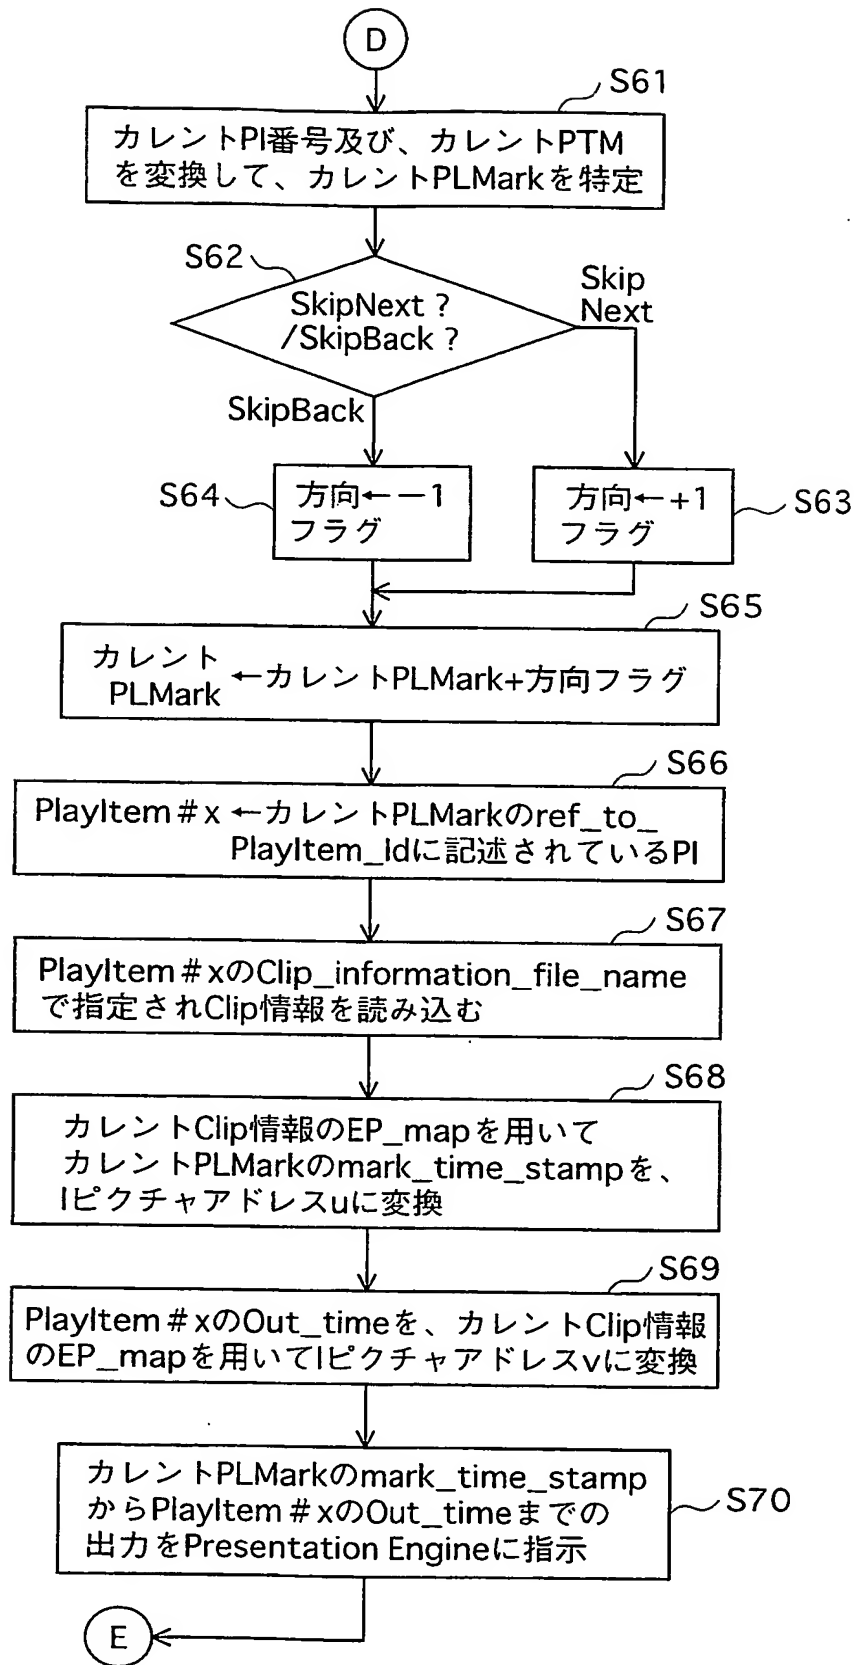 D
S61
カレントPI番号及び、カレントPTM
を変換して、カレントPLMarkを特定
S62
SkipNext ?
/SkipBack ?
Skip
Next
SkipBack
S64
方向←−1
フラグ
方向←+1
フラグ
S63
S65
カレント
PLMark
←カレントPLMark+方向フラグ
S66
PlayItem#x ←カレントPLMarkのref_to_
PlayItem_Idに記述されているPI
S67
PlayItem#xのClip_information_file_name
で指定されClip情報を読み込む
S68
カレントClip情報のEP_mapを用いて
カレントPLMarkのmark_time_stampを、
Iピクチャアドレスuに変換
S69
PlayItem#xのOut_timeを、カレントClip情報
のEP_mapを用いてIピクチャアドレスvに変換
カレントPLMarkのmark_time_stamp
からPlayItem#xのOut_timeまでの
出力をPresentation Engineに指示
S70
E